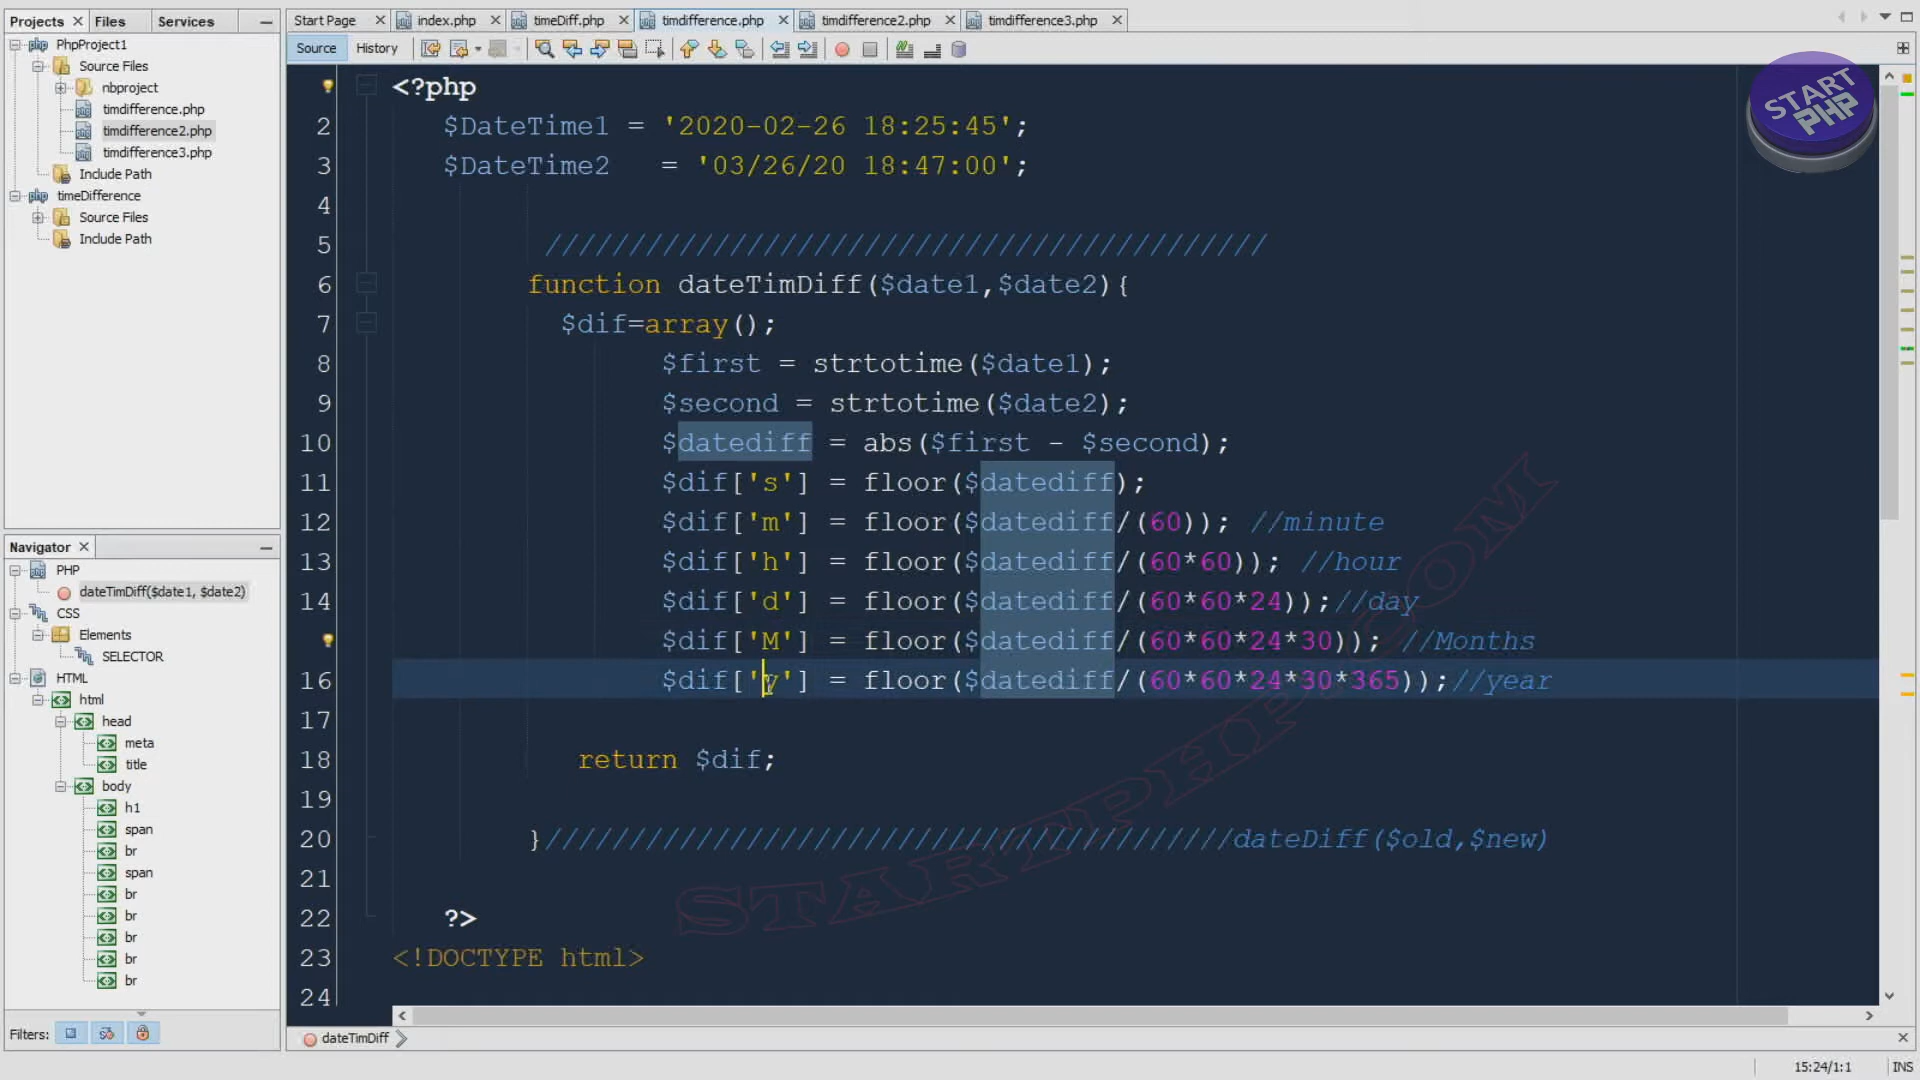 Projects Files Services
PhpProject1
Source Files
nbproject
timdifference.php
timdifference2.php
timdifference3.php
Include Path
timeDifference
Source Files
Include Path
Navigator
PHP
dateTimDiff($date1, $date2)
CSS
Elements
SELECTOR
HTML
html
head
meta
title
body
h1
span
br
span
br
br
br
br
br
Filters:
Start Page index.php timeDiff.php timdifference.php timdifference2.php timdifference3.php
Source History
<?php
2 $DateTime1 = '2020-02-26 18:25:45';
3 $DateTime2 = '03/26/20 18:47:00';
4
5 ///////////////////////////////////////////
6 function dateTimDiff($date1,$date2){
7 $dif=array();
8 $first = strtotime($date1);
9 $second = strtotime($date2);
10 $datediff = abs($first - $second);
11 $dif['s'] = floor($datediff);
12 $dif['m'] = floor($datediff/(60)); //minute
13 $dif['h'] = floor($datediff/(60*60)); //hour
14 $dif['d'] = floor($datediff/(60*60*24));//day
$dif['M'] = floor($datediff/(60*60*24*30)); //Months
16 $dif['y'] = floor($datediff/(60*60*24*30*365));//year
17
18 return $dif;
19
20 }/////////////////////////////////////////dateDiff($old,$new)
21
22 ?>
23 <!DOCTYPE html>
24
dateTimDiff
15:24/1:1 INS
START
PHP
STARTPHP.COM